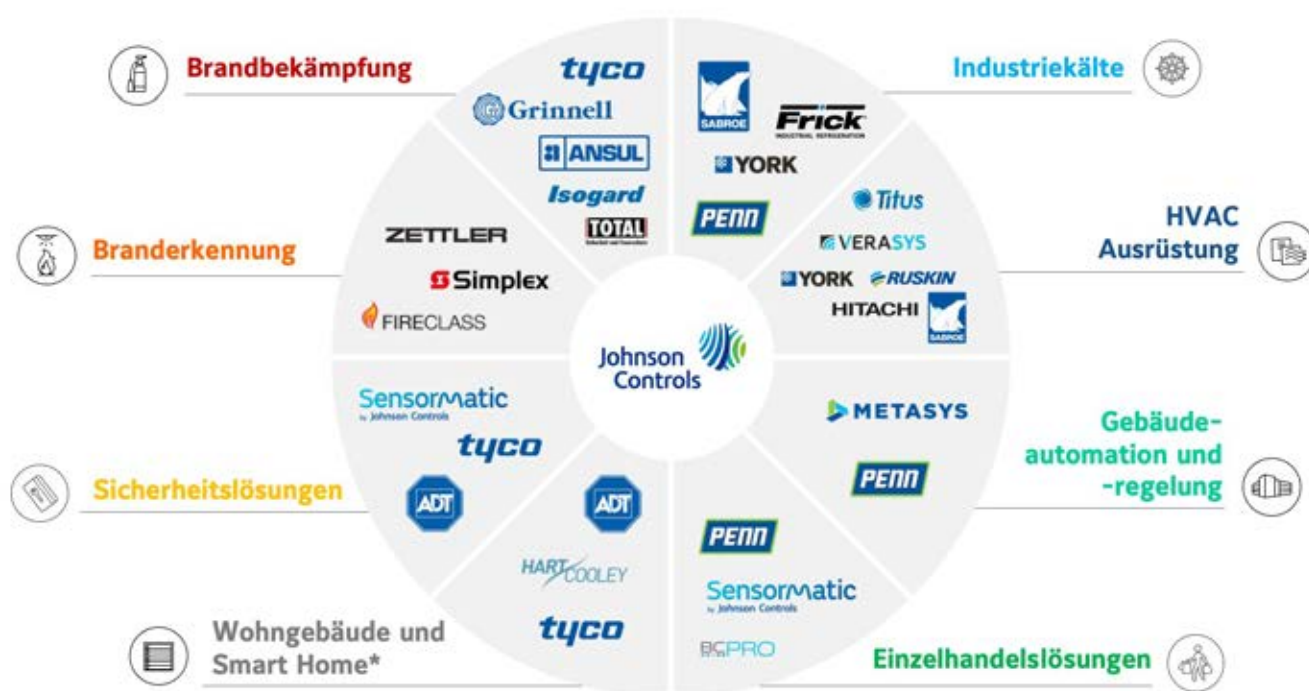 Brandbekämpfung
tyco
Grinnell
ANSUL
Isogard
TOTAL
Industriekälte
SABROE
Frick
INDUSTRIAL REFRIGERATION
YORK
PENN
Branderkennung
ZETTLER
Simplex
FIRECLASS
HVAC
Ausrüstung
Titus
VERASYS
YORK
RUSKIN
HITACHI
SABROE
Johnson
Controls
Sicherheitslösungen
Sensormatic
by Johnson Controls
tyco
ADT
Gebäude-
automation und
-regelung
METASYS
PENN
Wohngebäude und
Smart Home*
ADT
HART COOLEY
tyco
Einzelhandelslösungen
PENN
Sensormatic
by Johnson Controls
BCPRO